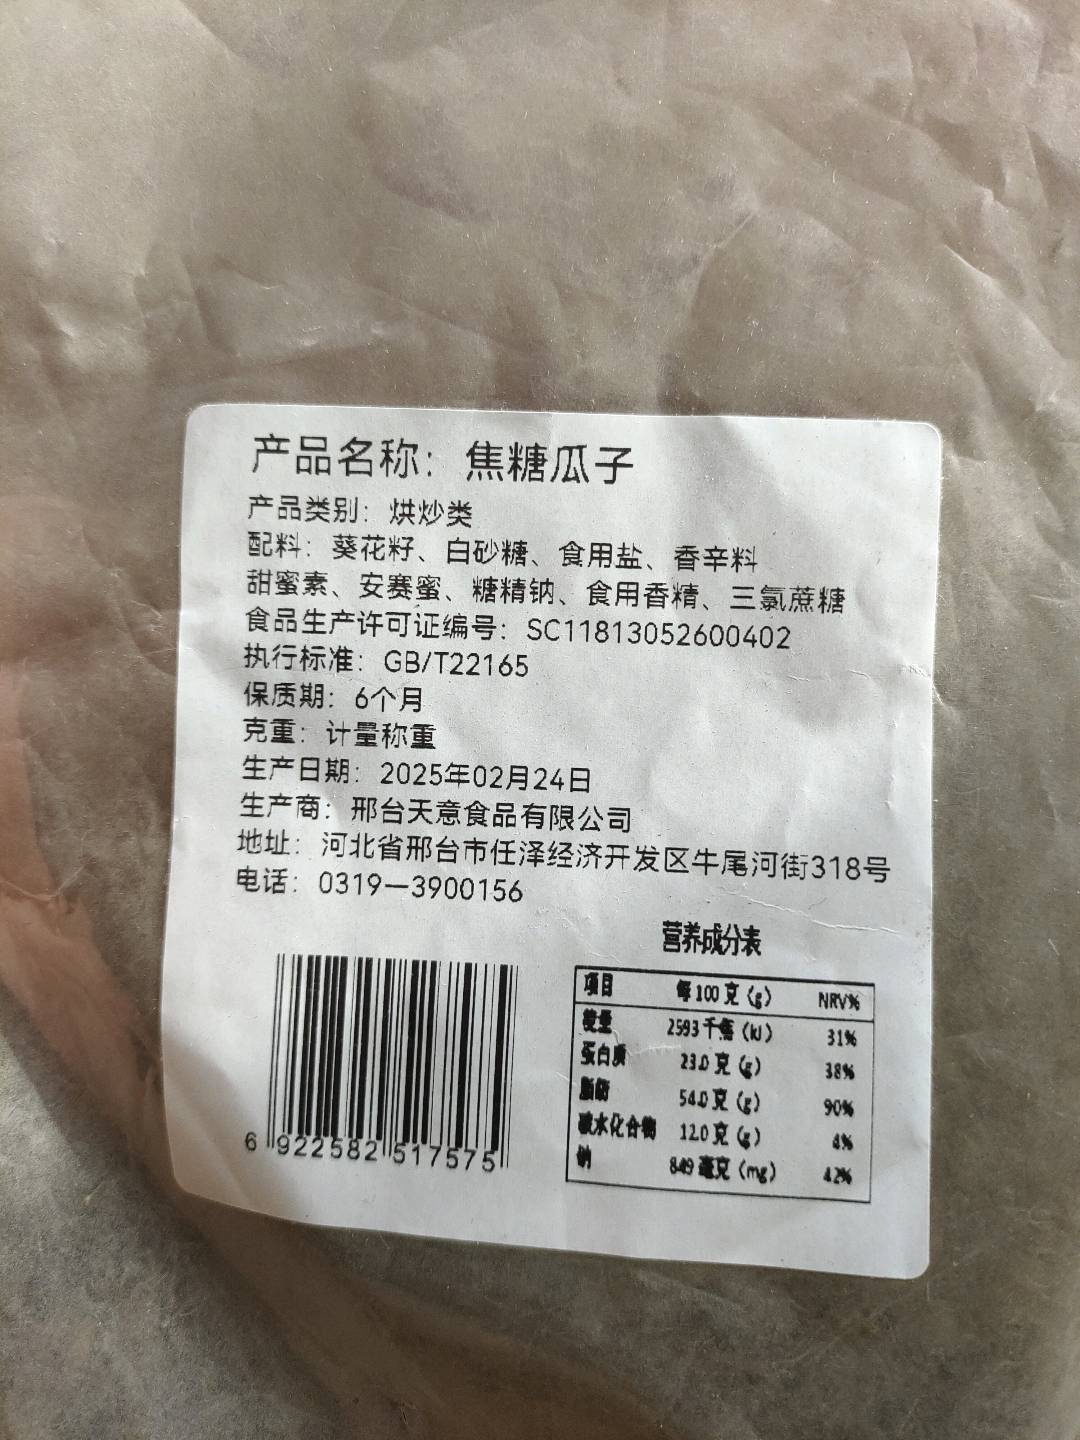 产品名称：焦糖瓜子
产品类别：烘炒类
配料：葵花籽、白砂糖、食用盐、香辛料
甜蜜素、安赛蜜、糖精钠、食用香精、三氯蔗糖
食品生产许可证编号：SC11813052600402
执行标准：GB/T22165
保质期：6个月
克重：计量称重
生产日期：2025年02月24日
生产商：邢台天意食品有限公司
地址：河北省邢台市任泽经济开发区牛尾河街318号
电话：0319—3900156
营养成分表
项目 每100克（g） NRV%
能量 2593千焦（kJ） 31%
蛋白质 23.0克（g） 38%
脂肪 54.0克（g） 90%
碳水化合物 12.0克（g） 4%
钠 849毫克（mg） 42%
6 922582 517575